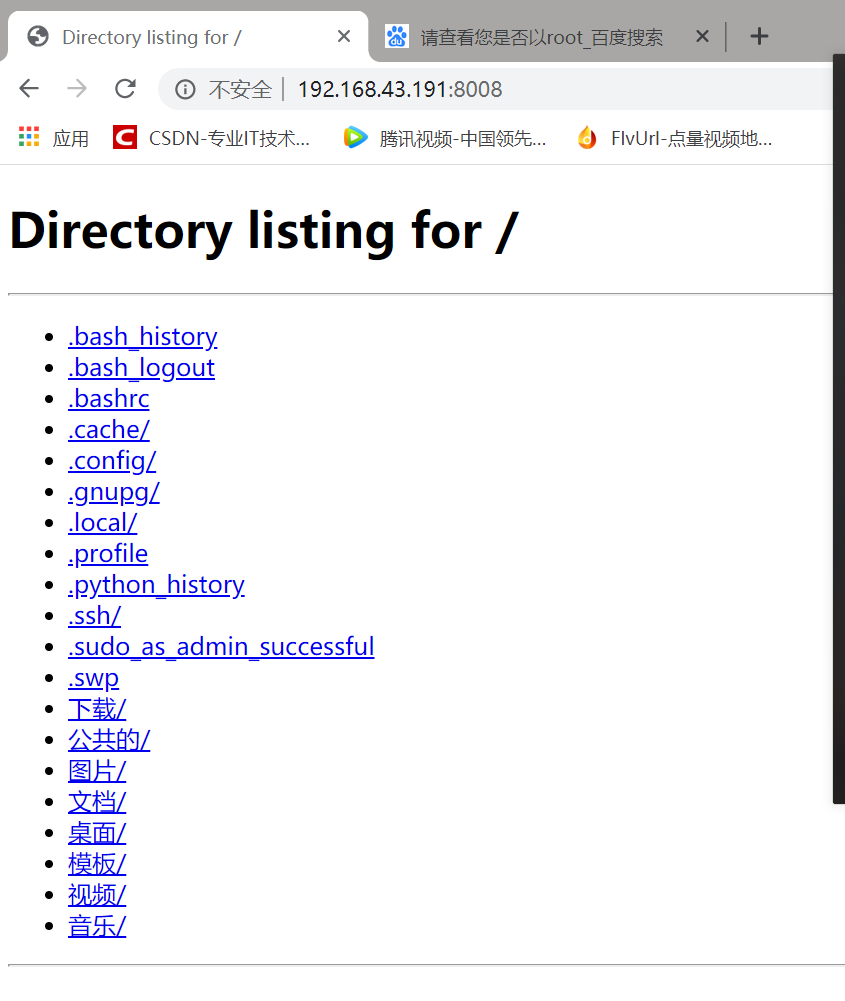 Directory listing for /
请查看您是否以root_百度搜索
不安全 | 192.168.43.191:8008
应用 CSDN-专业IT技术... 腾讯视频-中国领先... FlvUrl-点量视频地...
Directory listing for /
.bash_history
.bash_logout
.bashrc
.cache/
.config/
.gnupg/
.local/
.profile
.python_history
.ssh/
.sudo_as_admin_successful
.swp
下载/
公共的/
图片/
文档/
桌面/
模板/
视频/
音乐/